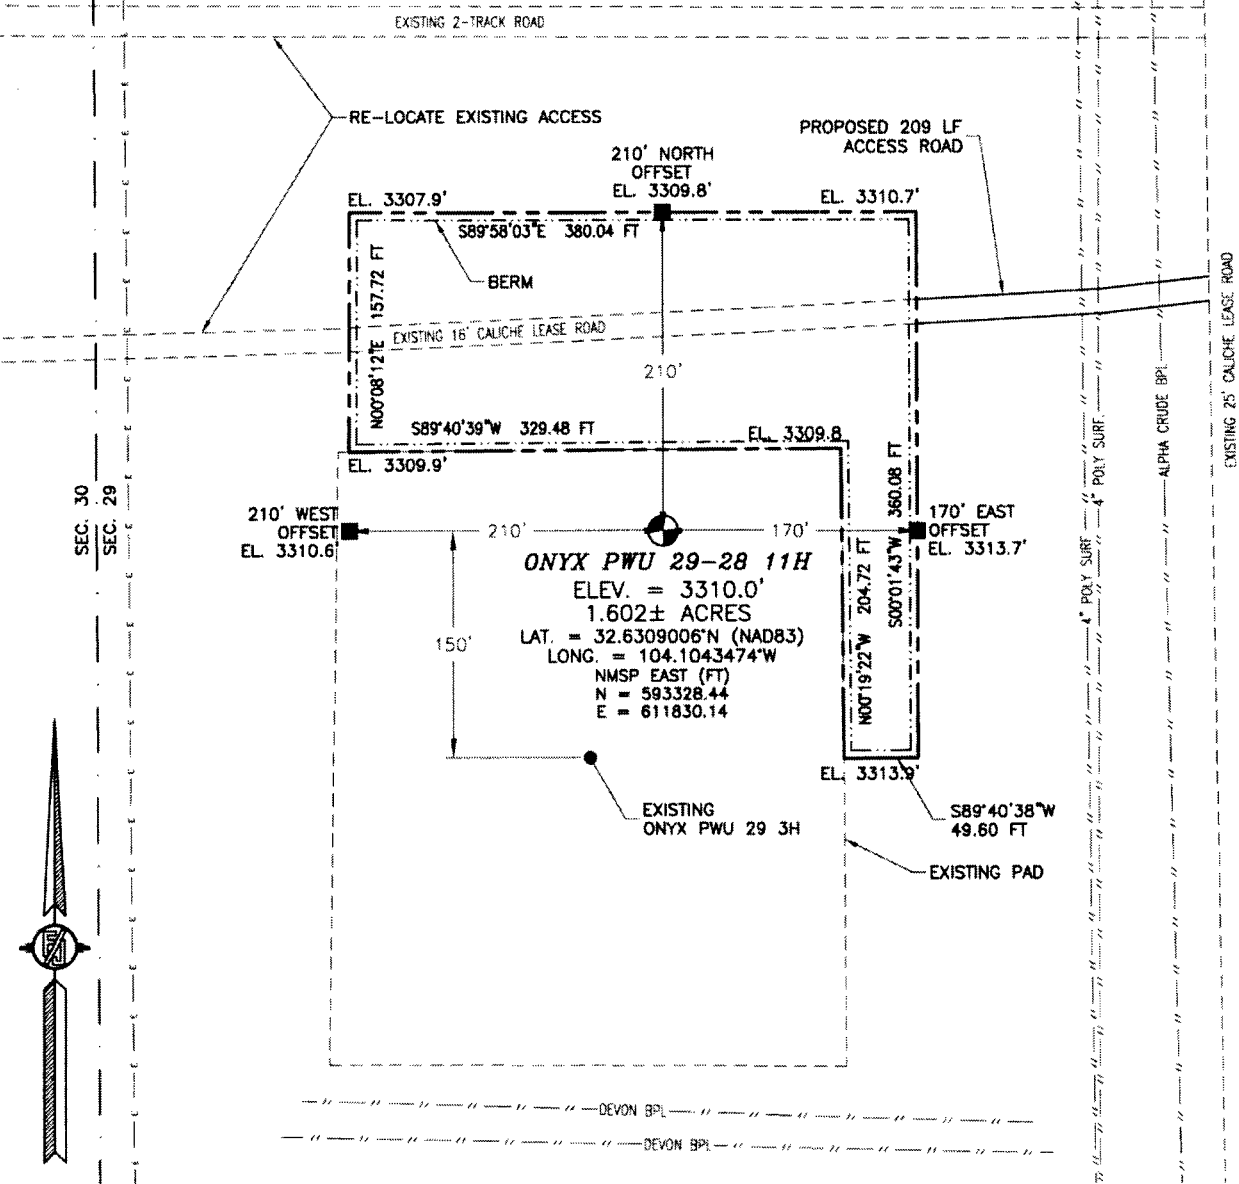 EXISTING 2-TRACK ROAD
RE-LOCATE EXISTING ACCESS
PROPOSED 209 LF
ACCESS ROAD
210' NORTH
OFFSET
EL. 3309.8'
EL. 3307.9'
EL. 3310.7'
S89°58'03"E 380.04 FT
BERM
N00°08'12"E 157.72 FT
EXISTING 16' CALICHE LEASE ROAD
EXISTING 25' CALICHE LEASE ROAD
210'
ALPHA CRUDE BPL
4" POLY SURF
4" POLY SURF
S89°40'39"W 329.48 FT
EL. 3309.8
EL. 3309.9'
SEC. 30
SEC. 29
210' WEST
OFFSET
EL. 3310.6'
210'
170'
170' EAST
OFFSET
EL. 3313.7'
S00°01'43"W 360.08 FT
N00°19'22"W 204.72 FT
ONYX PWU 29-28 11H
ELEV. = 3310.0'
1.602± ACRES
LAT. = 32.6309006°N (NAD83)
LONG. = 104.1043474°W
NMSP EAST (FT)
N = 593328.44
E = 611830.14
150'
EL. 3313.9'
EXISTING
ONYX PWU 29 3H
S89°40'38"W
49.60 FT
EXISTING PAD
DEVON BPL
DEVON BPL